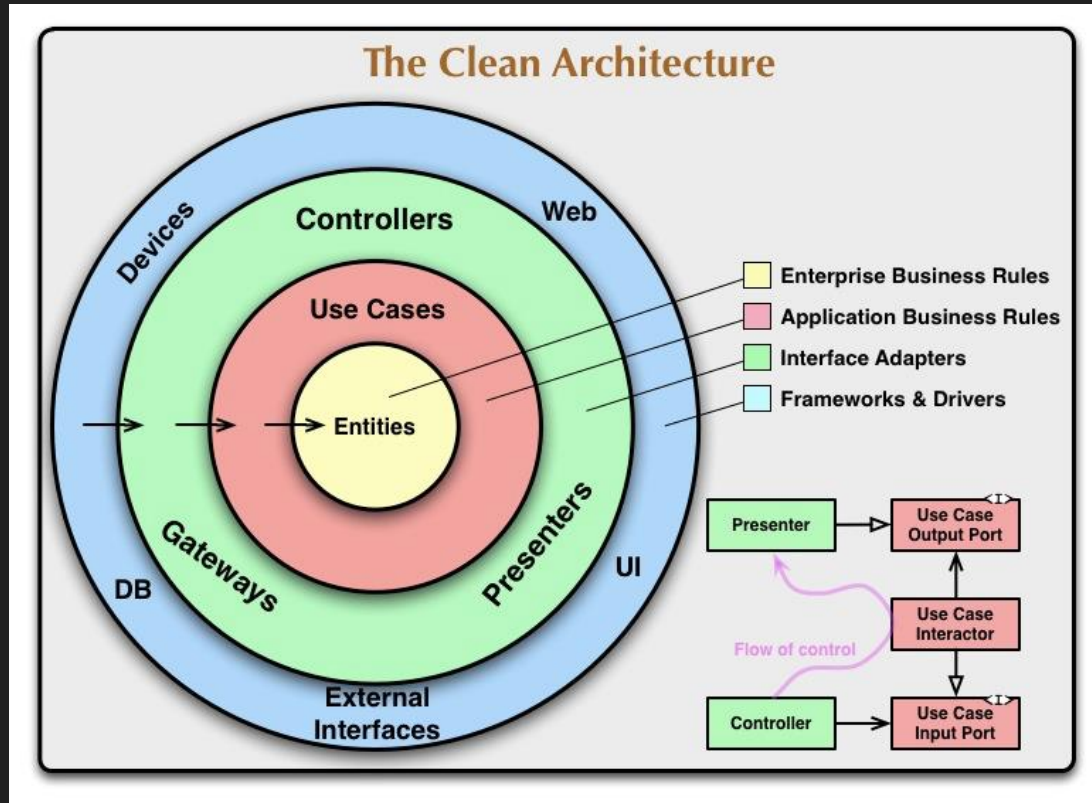 The Clean Architecture
Devices
Web
Controllers
Use Cases
Entities
Gateways
Presenters
DB
UI
External
Interfaces
Enterprise Business Rules
Application Business Rules
Interface Adapters
Frameworks & Drivers
Presenter
<I>
Use Case
Output Port
Use Case
Interactor
Flow of control
Controller
<I>
Use Case
Input Port